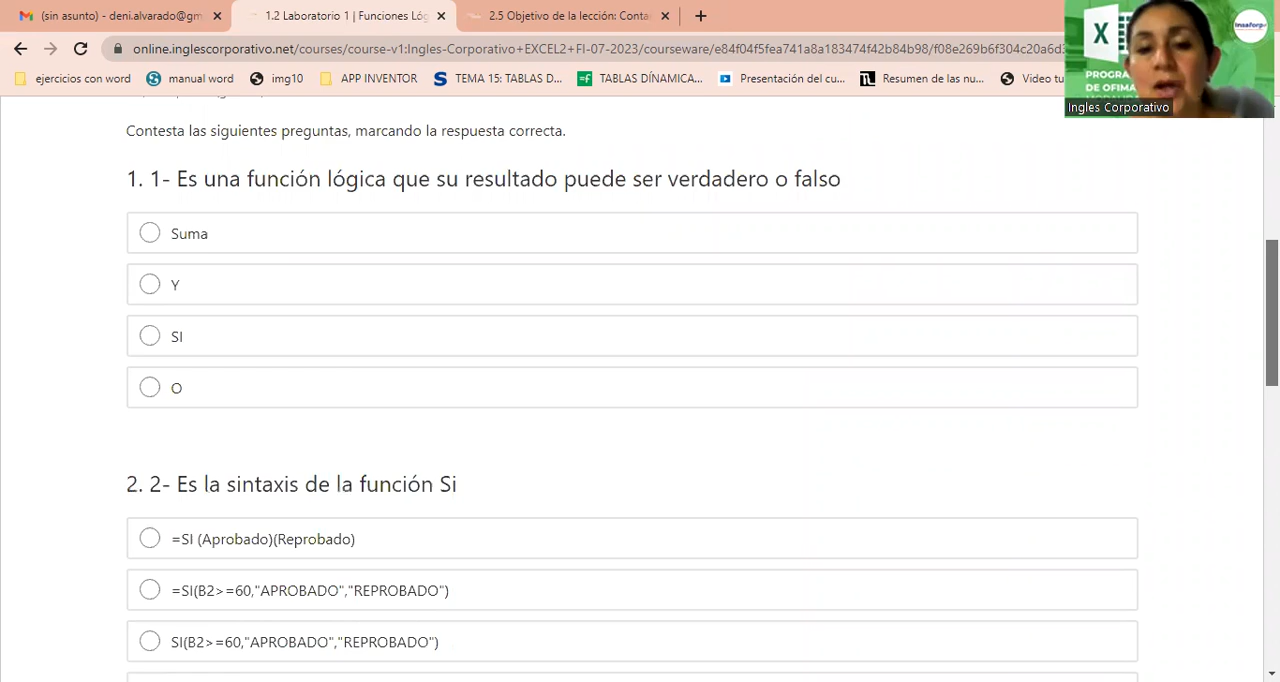 (sin asunto) - deni.alvarado@gm
1.2 Laboratorio 1 | Funciones Lóg
2.5 Objetivo de la lección: Conta
online.inglescorporativo.net/courses/course-v1:Ingles-Corporativo+EXCEL2+FI-07-2023/courseware/e84f04f5fea741a8a183474f42b84b98/f08e269b6f304c20a6d3
ejercicios con word
manual word
img10
APP INVENTOR
TEMA 15: TABLAS D...
TABLAS DÍNAMICA...
Presentación del cu...
Resumen de las nu...
Video tu
X
Insaforp
PROGRA
DE OFIMA
Ingles Corporativo
Contesta las siguientes preguntas, marcando la respuesta correcta.
1. 1- Es una función lógica que su resultado puede ser verdadero o falso
Suma
Y
SI
O
2. 2- Es la sintaxis de la función Si
=SI (Aprobado)(Reprobado)
=SI(B2>=60,"APROBADO","REPROBADO")
SI(B2>=60,"APROBADO","REPROBADO")